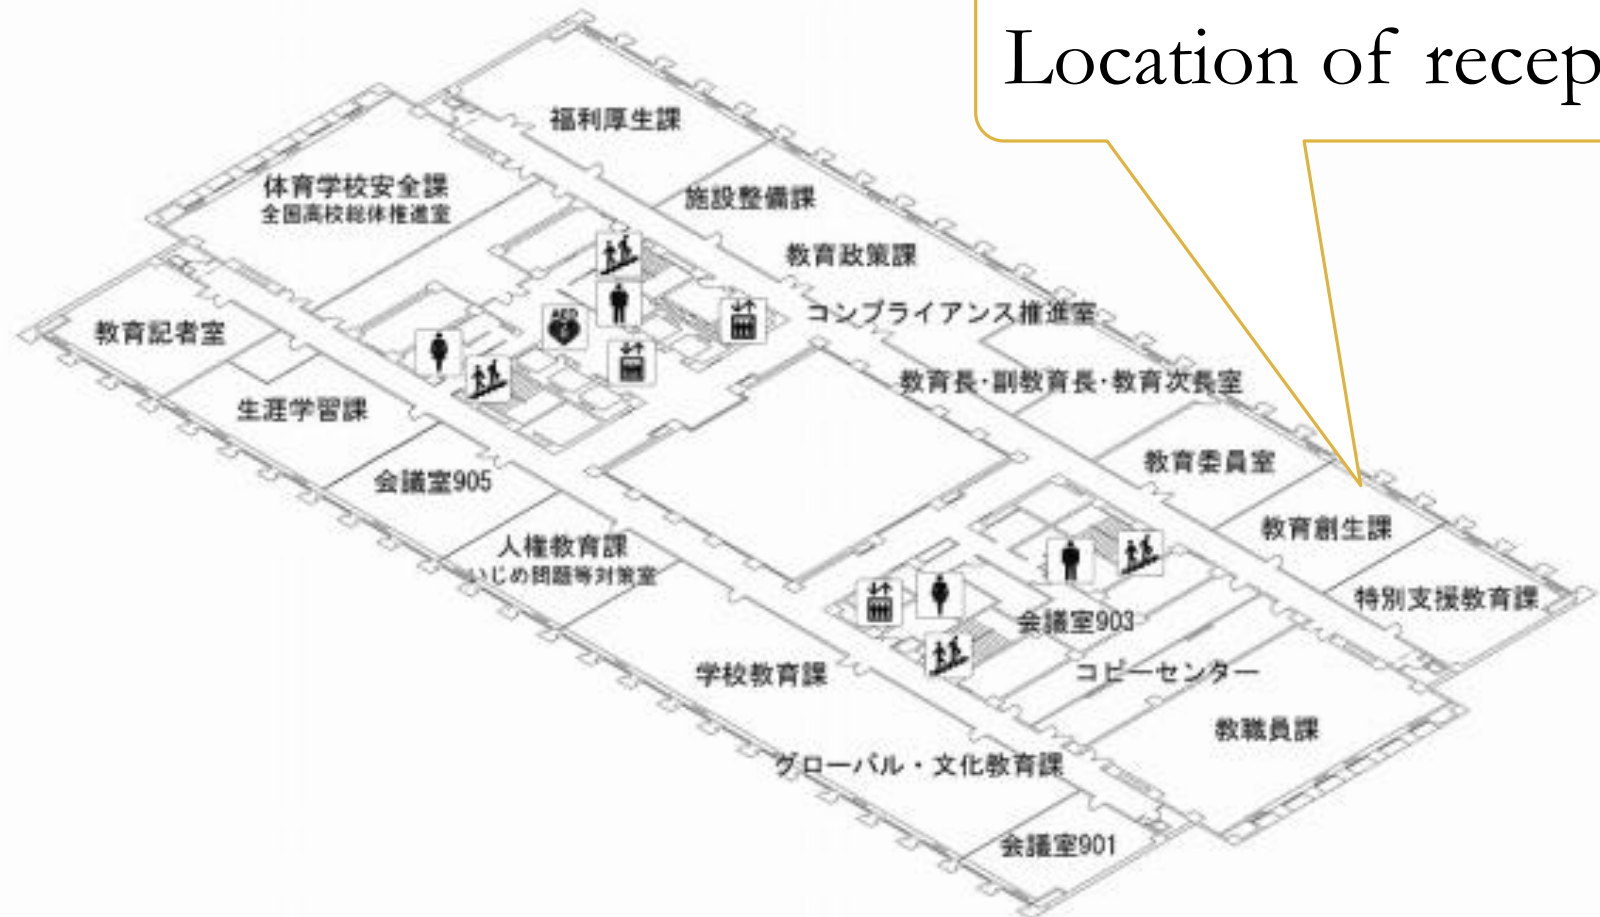 Location of recep
福利厚生課
体育学校安全課
全国高校総体推進室
施設整備課
教育政策課
コンプライアンス推進室
教育記者室
AED
教育長・副教育長・教育次長室
生涯学習課
教育委員室
会議室905
教育創生課
人権教育課
いじめ問題等対策室
特別支援教育課
会議室903
コピーセンター
学校教育課
教職員課
グローバル・文化教育課
会議室901